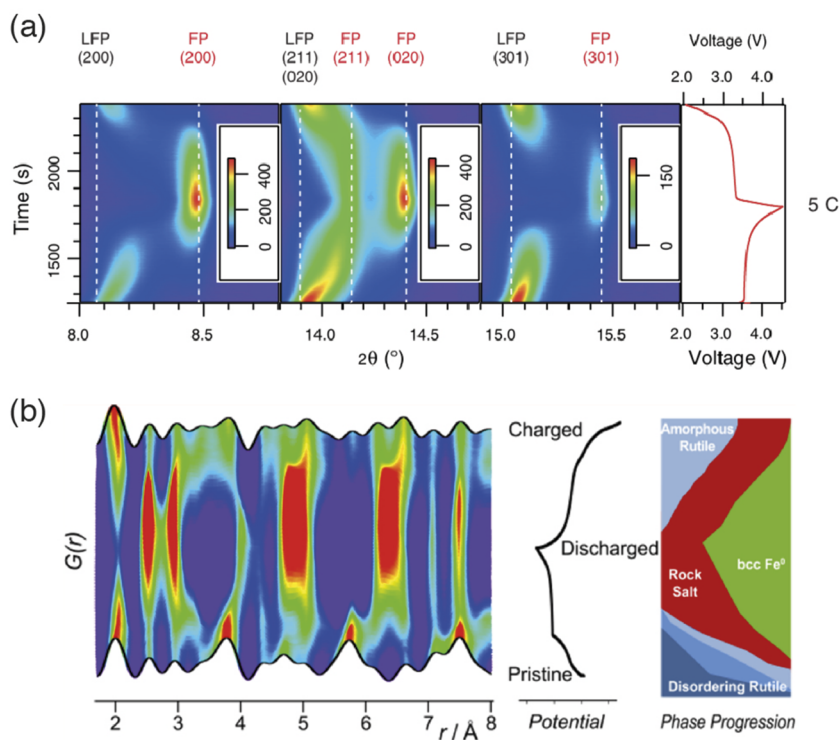 (a)
LFP FP LFP FP FP LFP FP
(200) (200) (211) (211) (020) (301) (301)
(020)
Voltage (V)
2.0 3.0 4.0
Time (s)
2000
1500
400
200
0
400
200
0
150
0
5 C
8.0 8.5 14.0 14.5 15.0 15.5 2.0 3.0 4.0
2θ (°)
Voltage (V)
(b)
G(r)
Charged
Discharged
Pristine
Amorphous
Rutile
Rock
Salt
bcc Fe⁰
Disordering Rutile
2 3 4 5 6 7 8
r / Å
Potential
Phase Progression